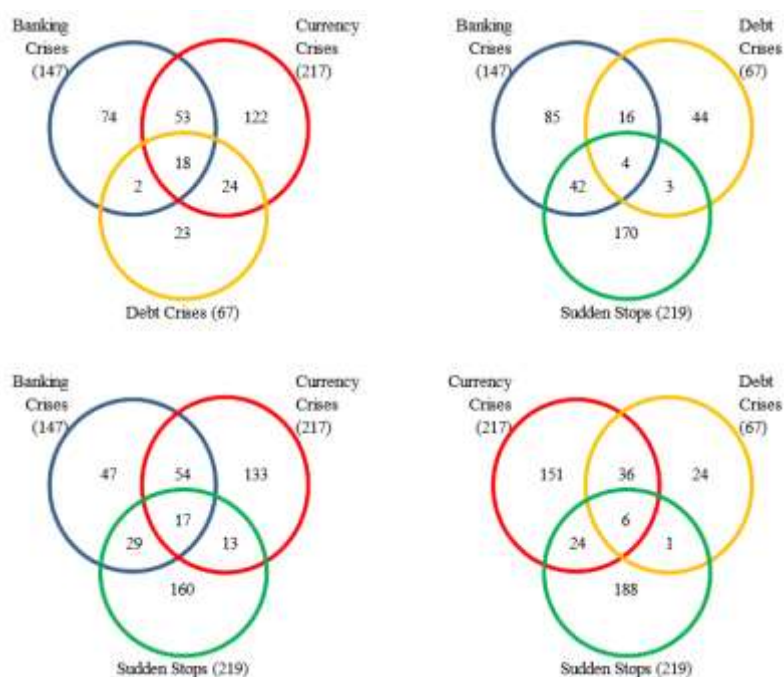 Banking
Crises
(147)
Currency
Crises
(217)
74
53
122
18
2
24
23
Debt Crises (67)
Banking
Crises
(147)
Debt
Crises
(67)
85
16
44
4
42
3
170
Sudden Stops (219)
Banking
Crises
(147)
Currency
Crises
(217)
47
54
133
17
29
13
160
Sudden Stops (219)
Currency
Crises
(217)
Debt
Crises
(67)
151
36
24
6
24
1
188
Sudden Stops (219)